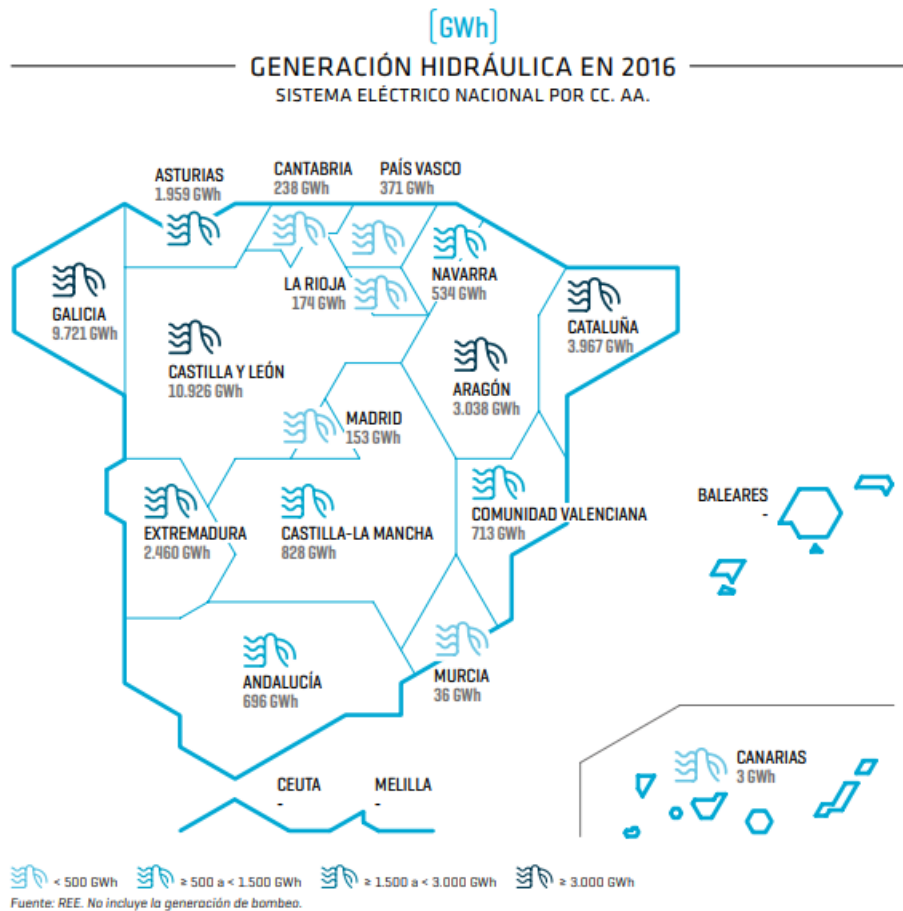 [GWh]
GENERACIÓN HIDRÁULICA EN 2016
SISTEMA ELÉCTRICO NACIONAL POR CC. AA.
ASTURIAS
1.959 GWh
CANTABRIA
238 GWh
PAÍS VASCO
371 GWh
GALICIA
9.721 GWh
LA RIOJA
174 GWh
NAVARRA
534 GWh
CATALUÑA
3.967 GWh
CASTILLA Y LEÓN
10.926 GWh
ARAGÓN
3.038 GWh
MADRID
153 GWh
EXTREMADURA
2.460 GWh
CASTILLA-LA MANCHA
828 GWh
COMUNIDAD VALENCIANA
713 GWh
BALEARES
-
ANDALUCÍA
696 GWh
MURCIA
36 GWh
CEUTA
-
MELILLA
-
CANARIAS
3 GWh
< 500 GWh ≥ 500 a < 1.500 GWh ≥ 1.500 a < 3.000 GWh ≥ 3.000 GWh
Fuente: REE. No incluye la generación de bombeo.